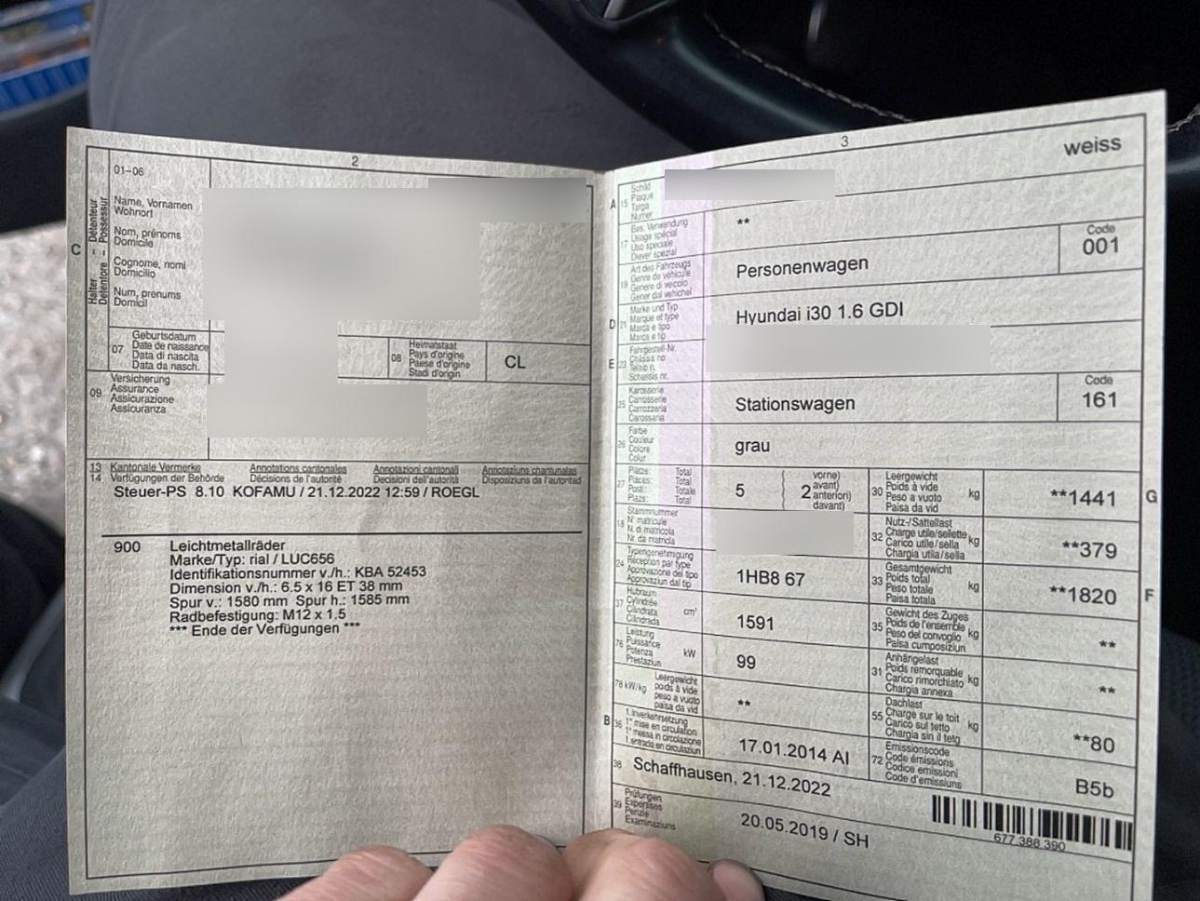 2
C
Halter – Détenteur
Detentore – Possessur
01–06
Name, Vornamen
Wohnort
Nom, prénoms
Domicile
Cognome, nomi
Domicilio
Num, prenums
Domicil
07
Geburtsdatum
Date de naissance
Data di nascita
Data da nasch.
08
Heimatstaat
Pays d'origine
Paese d'origine
Stadi d'origin
CL
09
Versicherung
Assurance
Assicurazione
Assicuranza
13 Kantonale Vermerke Annotations cantonales Annotazioni cantonali Annotaziuns chantunalas
14 Verfügungen der Behörde Décisions de l'autorité Decisioni dell'autorità Disposiziuns da l'autoritad
Steuer-PS 8.10 KOFAMU / 21.12.2022 12:59 / ROEGL
900 Leichtmetallräder
Marke/Typ: rial / LUC656
Identifikationsnummer v./h.: KBA 52453
Dimension v./h.: 6.5 x 16 ET 38 mm
Spur v.: 1580 mm Spur h.: 1585 mm
Radbefestigung: M12 x 1.5
*** Ende der Verfügungen ***
3
A
15
Schild
Plaque
Targa
Numer
weiss
17
Bes. Verwendung
Usage spécial
Uso speciale
Diever spezial
**
19
Art des Fahrzeugs
Genre de véhicule
Genere di veicolo
Gener dal vehichel
Personenwagen
Code
001
D
21
Marke und Typ
Marque et type
Marca e tipo
Marca e tip
Hyundai i30 1.6 GDI
E
23
Fahrgestell-Nr.
Châssis no
Telaio n.
Schassis nr.
25
Karosserie
Carrosserie
Carrozzeria
Carossaria
Stationswagen
Code
161
26
Farbe
Couleur
Colore
Colur
grau
27
Plätze: Total
Places: Total
Posti: Totale
Plazs: Total
5
2
vorne)
avant)
anteriori)
davant)
30
Leergewicht
Poids à vide
Peso a vuoto
Paisa da vid
kg
**1441
G
18
Stammnummer
N° matricule
N. di matricola
Nr. da matricla
32
Nutz-/Sattellast
Charge utile/sellette
Carico utile/sella
Chargia utila/sella
kg
**379
24
Typengenehmigung
Réception par type
Approvazione del tipo
Approvaziun dal tip
1HB8 67
33
Gesamtgewicht
Poids total
Peso totale
Paisa totala
kg
**1820
F
37
Hubraum
Cylindrée
Cilindrata
Cilindrada
cm³
1591
35
Gewicht des Zuges
Poids de l'ensemble
Peso del convoglio
Paisa cumposiziun
kg
**
76
Leistung
Puissance
Potenza
Prestaziun
kW
99
31
Anhängelast
Poids remorquable
Carico rimorchiato
Chargia annexa
kg
**
78 kW/kg
Leergewicht
poids à vide
peso a vuoto
paisa da vid
**
55
Dachlast
Charge sur le toit
Carico sul tetto
Chargia sin il tetg
kg
**80
B
36
1. Inverkehrsetzung
1re mise en circulation
1a messa in circolazione
1. entrada en circulaziun
17.01.2014 AI
72
Emissionscode
Code émissions
Codice emissioni
Code d'emissiuns
B5b
38
Schaffhausen, 21.12.2022
39
Prüfungen
Expertises
Perizie
Examinaziuns
20.05.2019 / SH
677 388 390